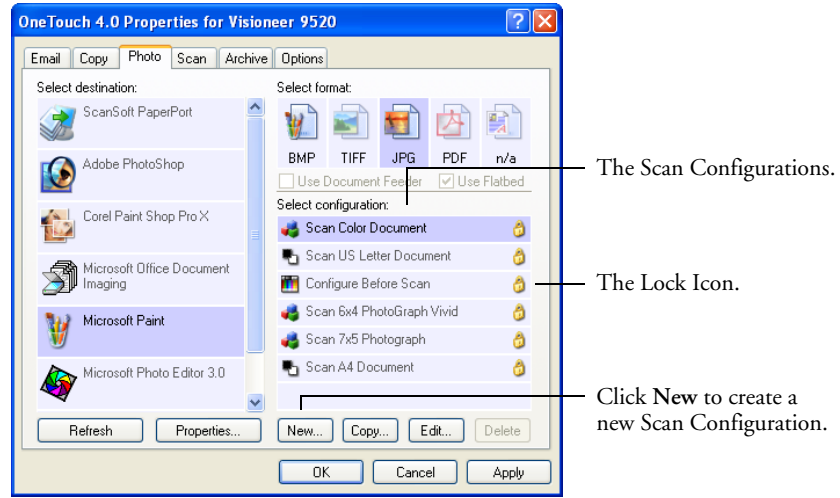 OneTouch 4.0 Properties for Visioneer 9520
Email Copy Photo Scan Archive Options
Select destination:
ScanSoft PaperPort
Adobe PhotoShop
Corel Paint Shop Pro X
Microsoft Office Document
Imaging
Microsoft Paint
Microsoft Photo Editor 3.0
Refresh Properties...
Select format:
BMP TIFF JPG PDF n/a
Use Document Feeder Use Flatbed
Select configuration:
Scan Color Document
Scan US Letter Document
Configure Before Scan
Scan 6x4 PhotoGraph Vivid
Scan 7x5 Photograph
Scan A4 Document
New... Copy... Edit... Delete
OK Cancel Apply
The Scan Configurations.
The Lock Icon.
Click New to create a
new Scan Configuration.